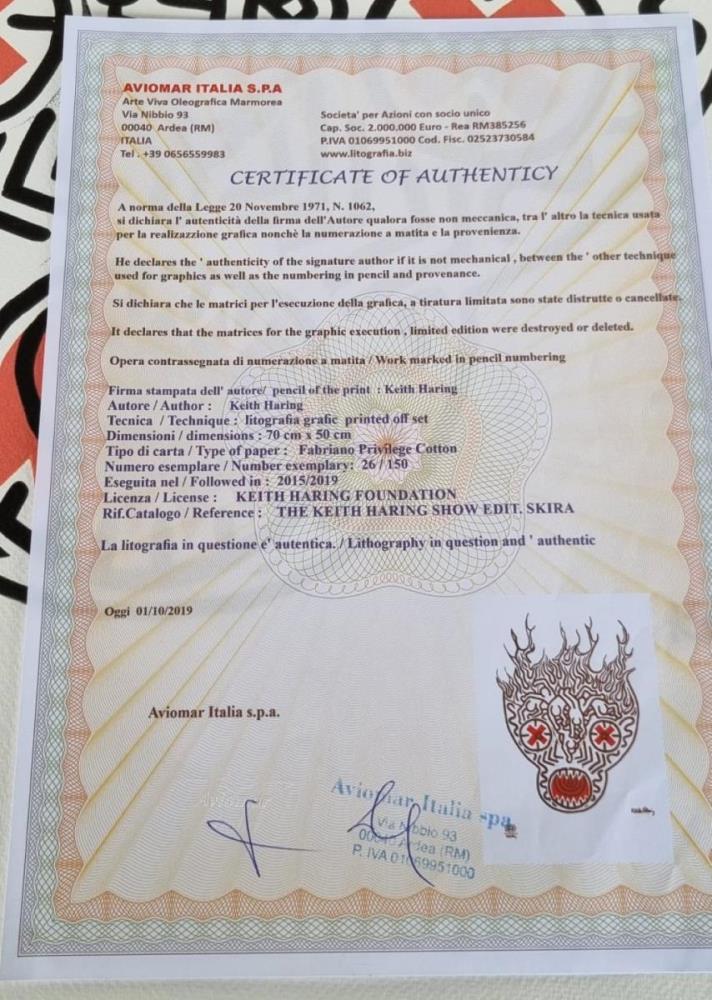 AVIOMAR ITALIA S.P.A
Arte Viva Oleografica Marmorea
Via Nibbio 93
00040 Ardea (RM)
ITALIA
Tel . +39 0656559983
Societa' per Azioni con socio unico
Cap. Soc. 2.000.000 Euro - Rea RM385256
P.IVA 01069951000 Cod. Fisc. 02523730584
www.litografia.biz
CERTIFICATE OF AUTHENTICY
A norma della Legge 20 Novembre 1971, N. 1062,
si dichiara l' autenticità della firma dell'Autore qualora fosse non meccanica, tra l' altro la tecnica usata
per la realizazzione grafica nonchè la numerazione a matita e la provenienza.
He declares the ' authenticity of the signature author if it is not mechanical , between the ' other technique
used for graphics as well as the numbering in pencil and provenance.
Si dichiara che le matrici per l'esecuzione della grafica, a tiratura limitata sono state distrutte o cancellate.
It declares that the matrices for the graphic execution , limited edition were destroyed or deleted.
Opera contrassegnata di numerazione a matita / Work marked in pencil numbering
Firma stampata dell' autore/ pencil of the print : Keith Haring
Autore / Author : Keith Haring
Tecnica / Technique : litografia grafic printed off set
Dimensioni / dimensions : 70 cm x 50 cm
Tipo di carta / Type of paper : Fabriano Privilege Cotton
Numero esemplare / Number exemplary: 26 / 150
Eseguita nel / Followed in : 2015/2019
Licenza / License : KEITH HARING FOUNDATION
Rif.Catalogo / Reference : THE KEITH HARING SHOW EDIT. SKIRA
La litografia in questione e' autentica. / Lithography in question and ' authentic
Oggi 01/10/2019
Aviomar Italia s.p.a.
Aviomar Italia spa
Via Nibbio 93
00040 Ardea (RM)
P. IVA 01069951000